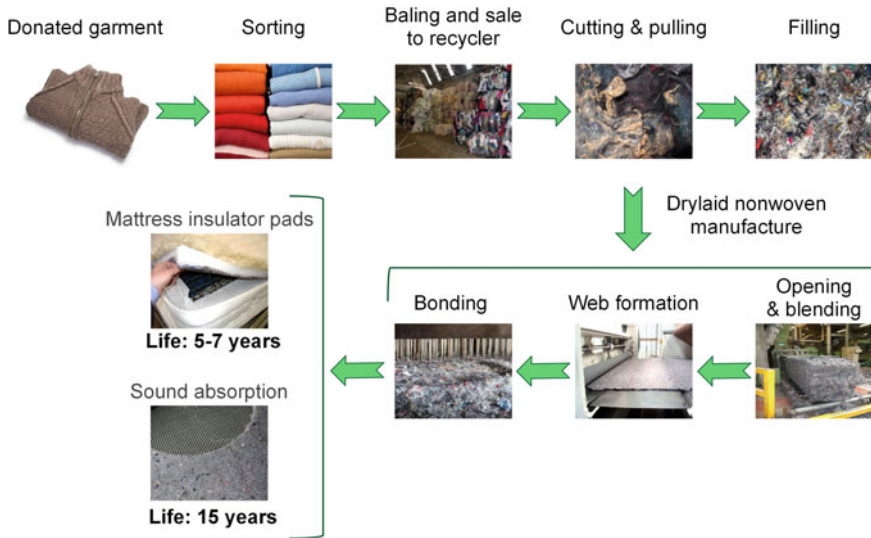 Donated garment
Sorting
Baling and sale
to recycler
Cutting & pulling
Filling
Drylaid nonwoven
manufacture
Opening
& blending
Web formation
Bonding
Mattress insulator pads
Life: 5-7 years
Sound absorption
Life: 15 years